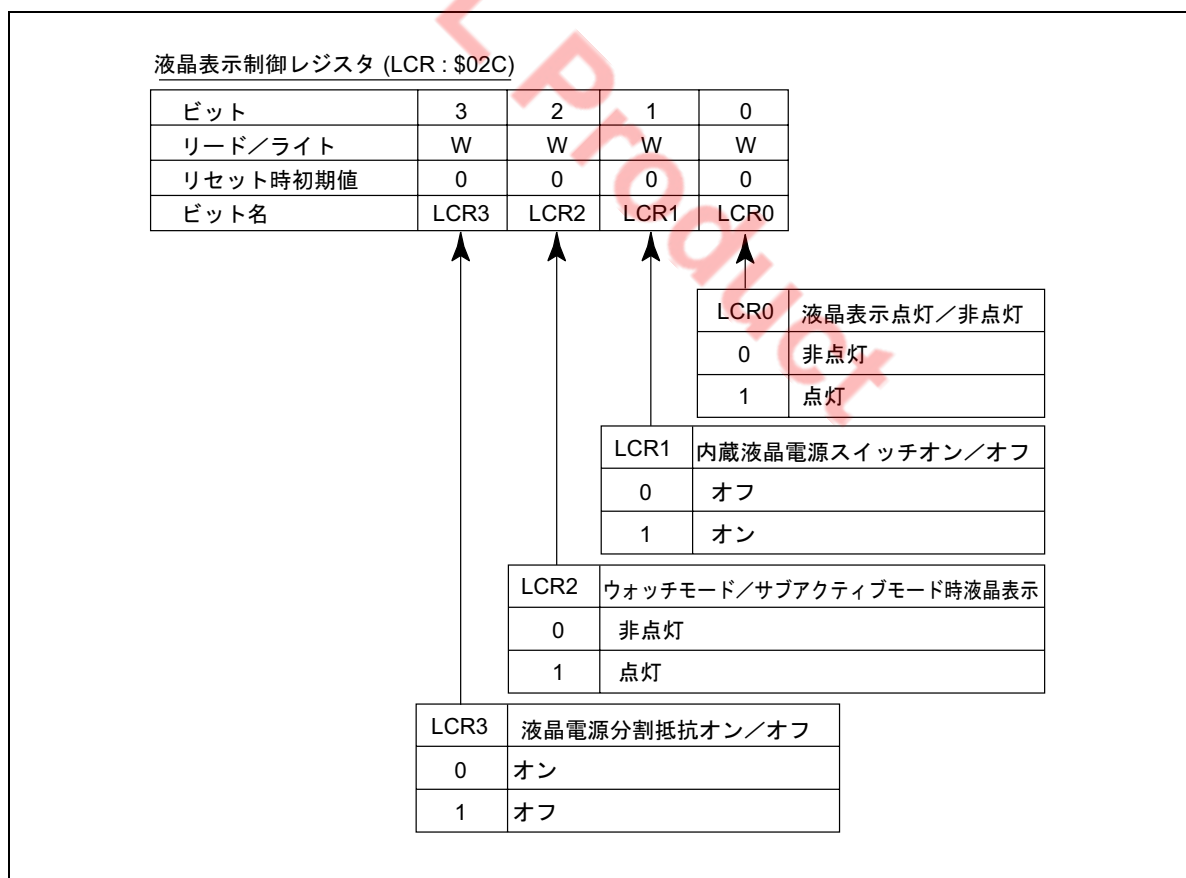 液晶表示制御レジスタ (LCR : $02C)
ビット 3 2 1 0
リード／ライト W W W W
リセット時初期値 0 0 0 0
ビット名 LCR3 LCR2 LCR1 LCR0
LCR0 液晶表示点灯／非点灯
0 非点灯
1 点灯
LCR1 内蔵液晶電源スイッチオン／オフ
0 オフ
1 オン
LCR2 ウォッチモード／サブアクティブモード時液晶表示
0 非点灯
1 点灯
LCR3 液晶電源分割抵抗オン／オフ
0 オン
1 オフ
L Product